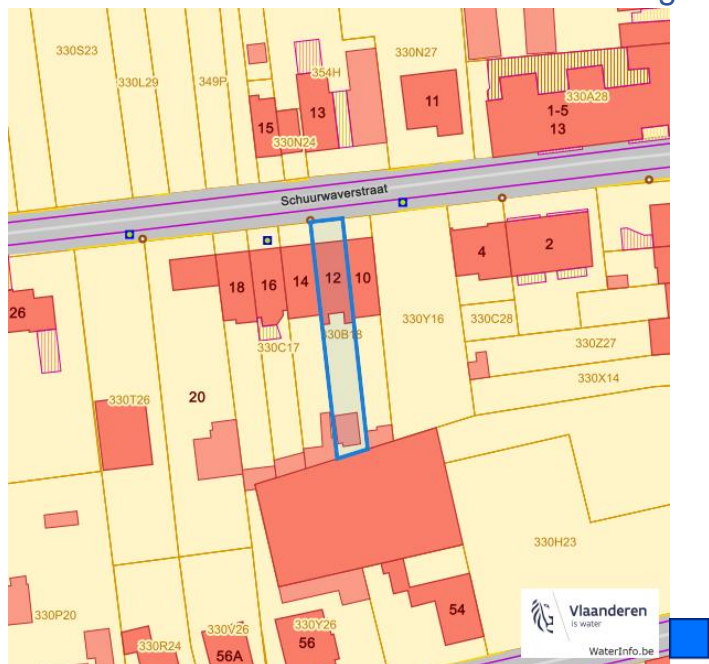 330S23
330L29
349P
354H
330N27
330A28
1-5
13
15
13
11
330N24
Schuurwaverstraat
26
18
16
14
12
10
4
2
330C17
330B18
330Y16
330C28
330Z27
330X14
330T26
20
330H23
330P20
330R24
330V26
56A
330Y26
56
54
Vlaanderen
is water
WaterInfo.be